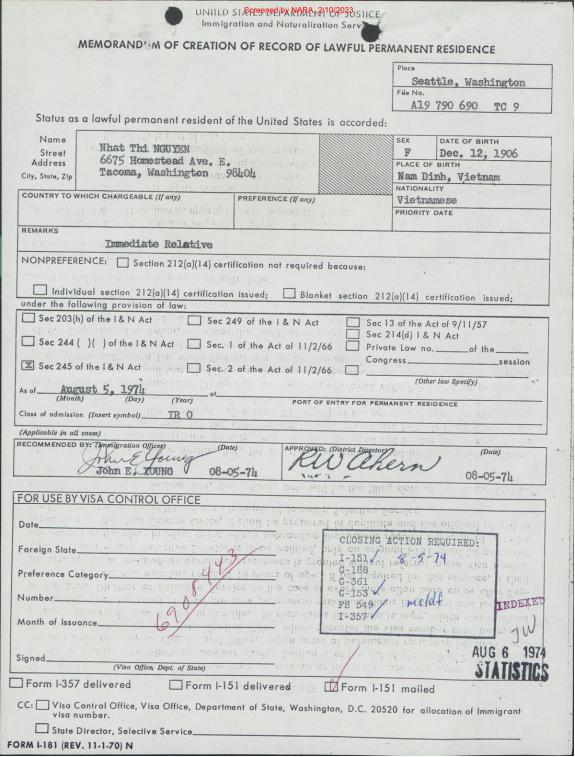 UNITED STATES DEPARTMENT OF JUSTICE
Screened by NARA, 2/10/2023
Immigration and Naturalization Service
MEMORANDUM OF CREATION OF RECORD OF LAWFUL PERMANENT RESIDENCE
Place
Seattle, Washington
File No.
A19 790 690 TC 9
Status as a lawful permanent resident of the United States is accorded:
Name
Street
Address
City, State, Zip
Nhat Thi NGUYEN
6675 Homestead Ave. E.
Tacoma, Washington 98404
SEX
F
DATE OF BIRTH
Dec. 12, 1906
PLACE OF BIRTH
Nam Dinh, Vietnam
NATIONALITY
Vietnamese
PRIORITY DATE
COUNTRY TO WHICH CHARGEABLE (If any)
PREFERENCE (If any)
REMARKS
Immediate Relative
NONPREFERENCE: Section 212(a)(14) certification not required because:
Individual section 212(a)(14) certification issued; Blanket section 212(a)(14) certification issued;
under the following provision of law:
Sec 203(h) of the I & N Act
Sec 249 of the I & N Act
Sec 13 of the Act of 9/11/57
Sec 214(d) I & N Act
Sec 244 ( )( ) of the I & N Act
Sec. 1 of the Act of 11/2/66
Private Law no. of the
Congress session
X Sec 245 of the I & N Act
Sec. 2 of the Act of 11/2/66
(Other law Specify)
As of August 5, 1974 at
(Month) (Day) (Year)
PORT OF ENTRY FOR PERMANENT RESIDENCE
Class of admission (Insert symbol) TR 0
(Applicable in all cases)
RECOMMENDED BY: (Immigration Officer) (Date)
John E Young
John E. YOUNG 08-05-74
APPROVED: (District Director) (Date)
RW Ahern
08-05-74
FOR USE BY VISA CONTROL OFFICE
Date
Foreign State
Preference Category
Number
Month of issuance
6908443
Signed
(Visa Office, Dept. of State)
CLOSING ACTION REQUIRED:
I-151 ✓ 8-5-74
G-188
G-361
G-153 ✓
FS 549 ✓
I-357 ✓
INDEXED
JW
AUG 6 1974
STATISTICS
Form I-357 delivered Form I-151 delivered Form I-151 mailed
CC: Visa Control Office, Visa Office, Department of State, Washington, D.C. 20520 for allocation of Immigrant
visa number.
State Director, Selective Service
FORM I-181 (REV. 11-1-70) N